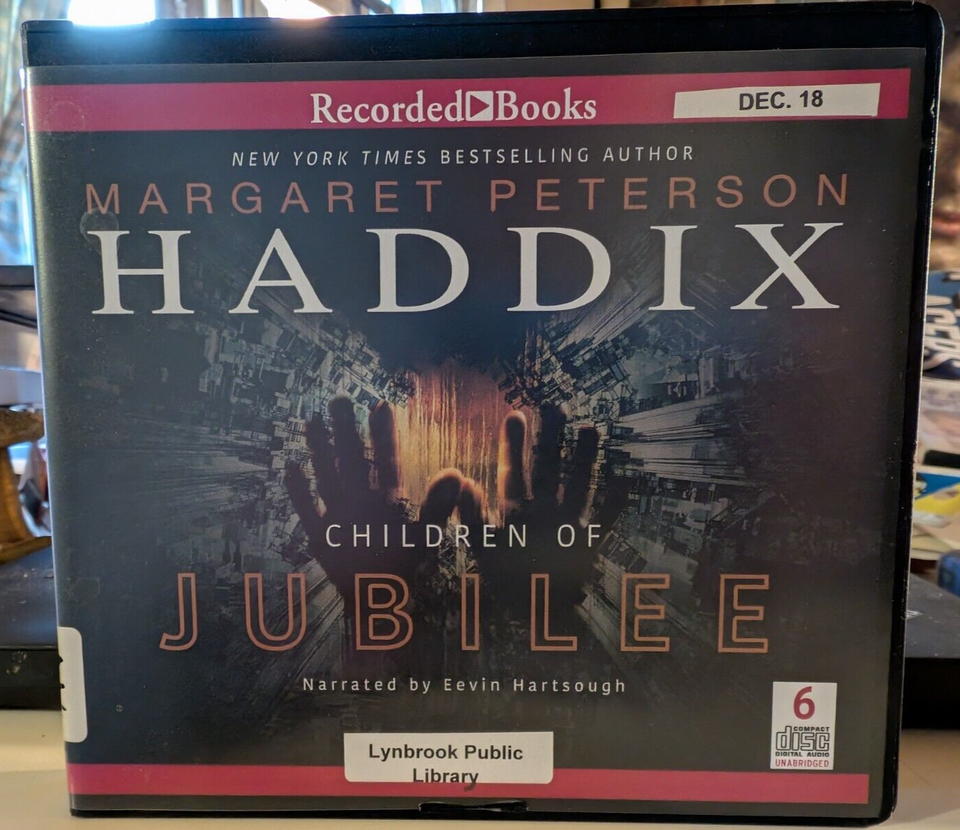 Recorded Books
DEC. 18
NEW YORK TIMES BESTSELLING AUTHOR
MARGARET PETERSON
HADDIX
CHILDREN OF
JUBILEE
Narrated by Eevin Hartsough
6
COMPACT
disc
DIGITAL AUDIO
UNABRIDGED
Lynbrook Public
Library